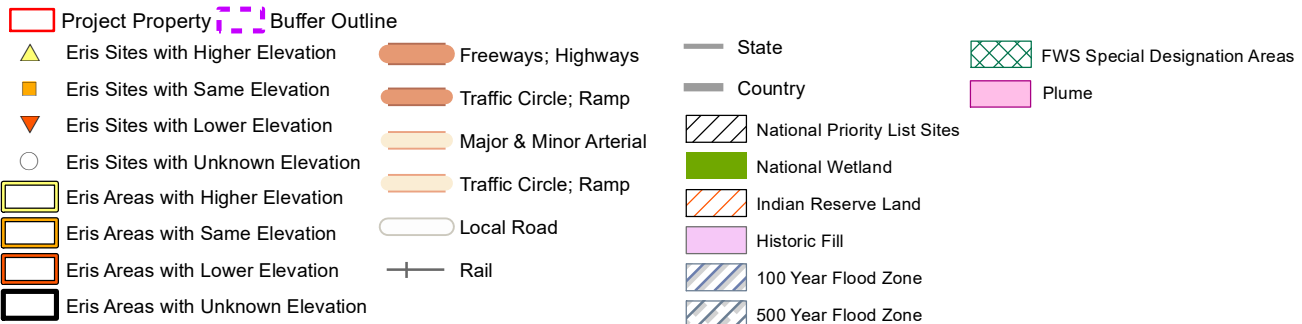 Project Property
Buffer Outline
Eris Sites with Higher Elevation
Eris Sites with Same Elevation
Eris Sites with Lower Elevation
Eris Sites with Unknown Elevation
Eris Areas with Higher Elevation
Eris Areas with Same Elevation
Eris Areas with Lower Elevation
Eris Areas with Unknown Elevation
Freeways; Highways
Traffic Circle; Ramp
Major & Minor Arterial
Traffic Circle; Ramp
Local Road
Rail
State
Country
National Priority List Sites
National Wetland
Indian Reserve Land
Historic Fill
100 Year Flood Zone
500 Year Flood Zone
FWS Special Designation Areas
Plume